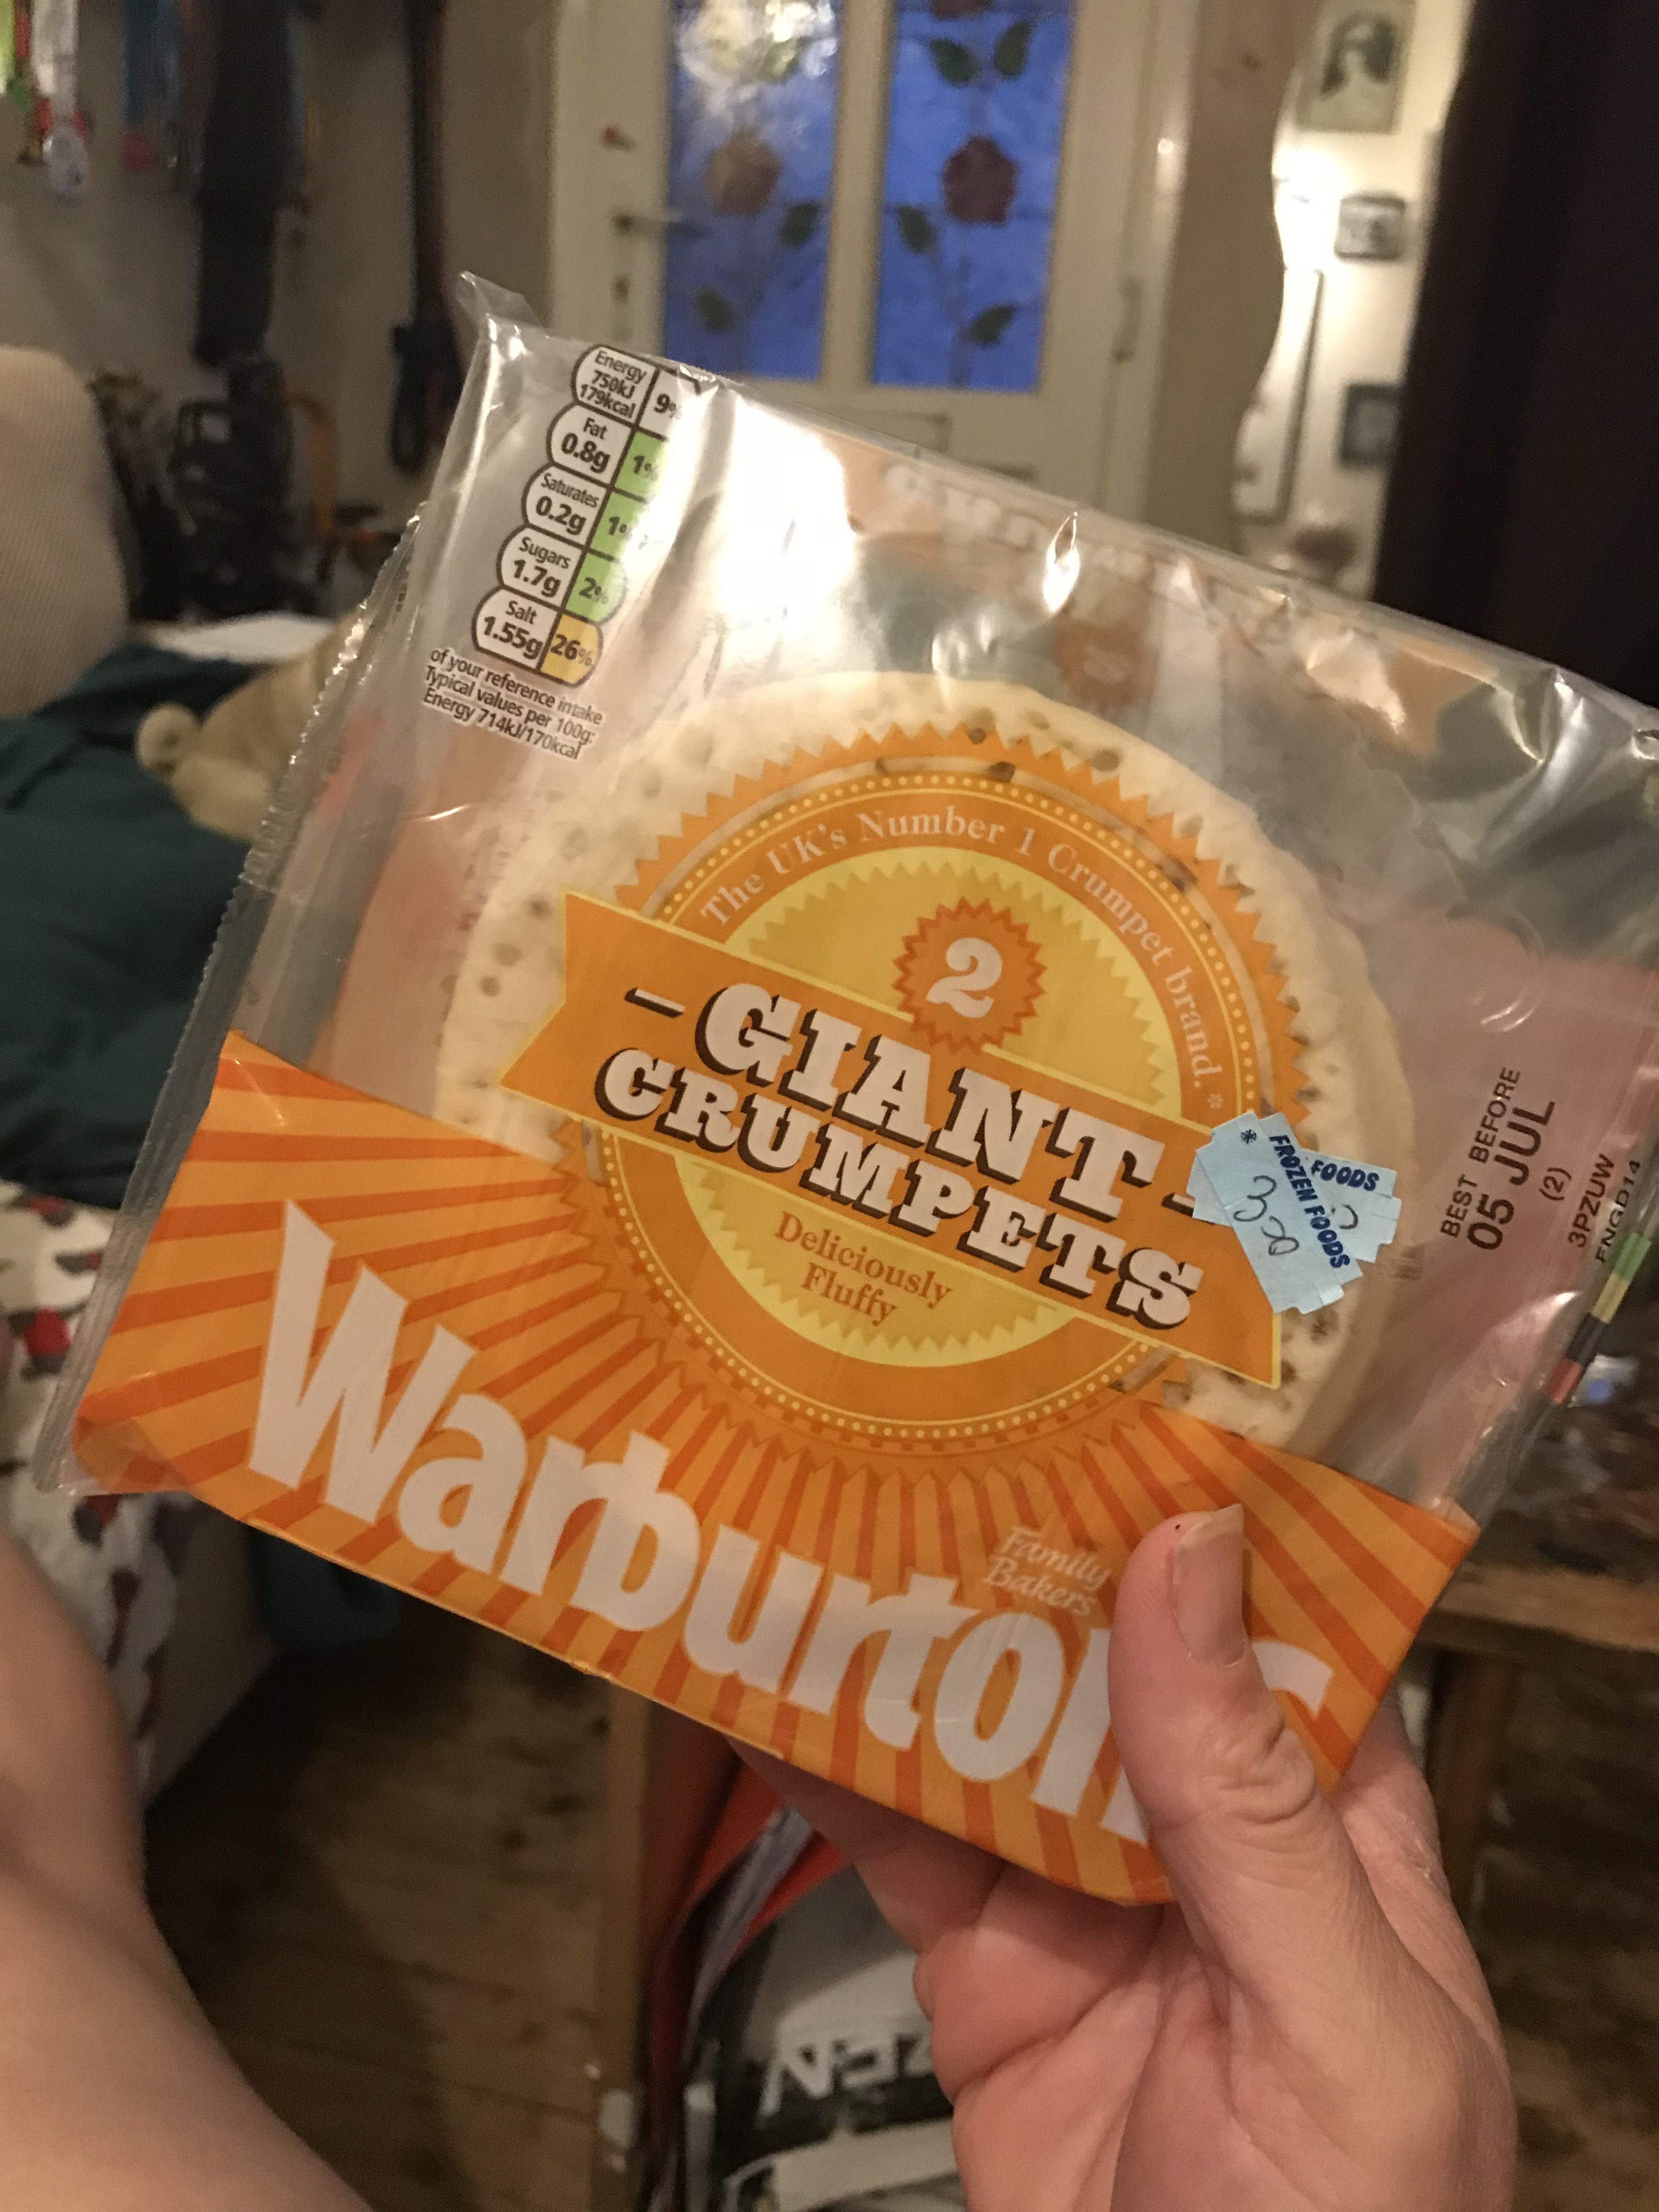 Energy
750kJ
179kcal
9%
Fat
0.8g
1%
Saturates
0.2g
1%
Sugars
1.7g
2%
Salt
1.55g
26%
of your reference intake
Typical values per 100g:
Energy 714kJ/170kcal
The UK's Number 1 Crumpet brand.*
2
– GIANT –
CRUMPETS
Deliciously
Fluffy
FOODS
* FROZEN FOODS
FOODS
BEST BEFORE
05 JUL
(2)
3PZUW
ENGD14
Warburtons
Family
Bakers